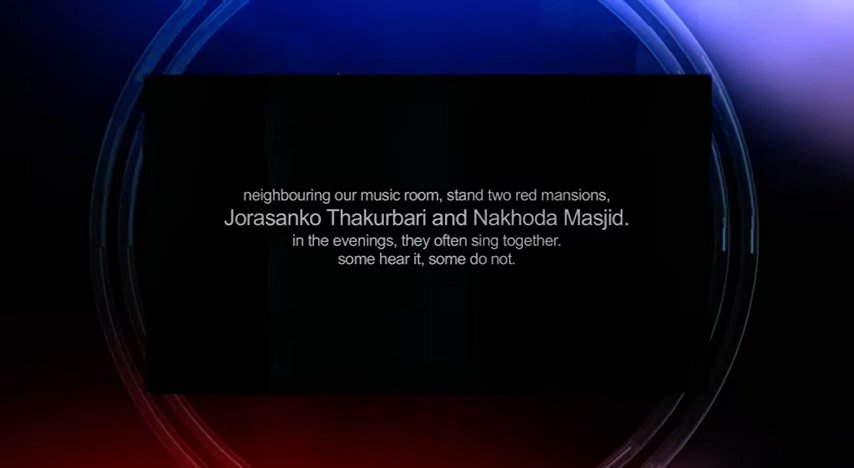 neighbouring our music room, stand two red mansions,
Jorasanko Thakurbari and Nakhoda Masjid.
in the evenings, they often sing together.
some hear it, some do not.